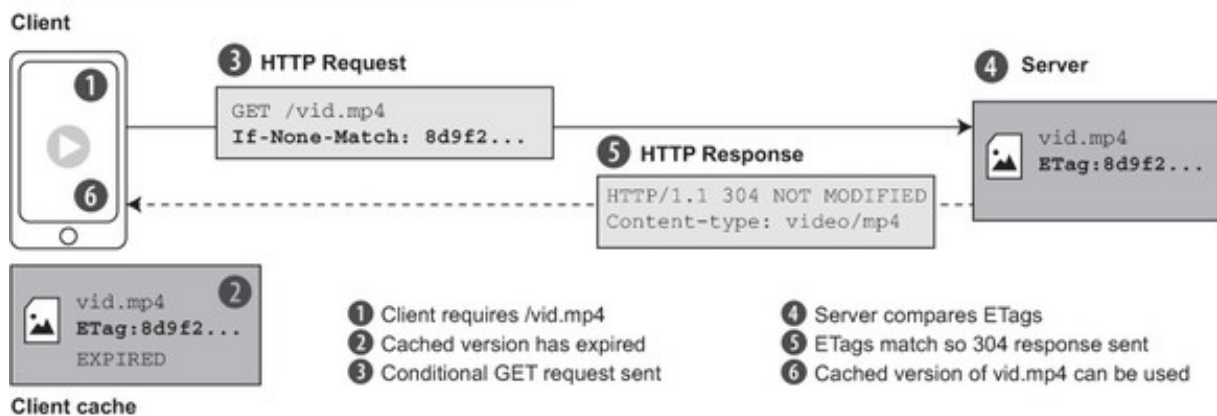 Client
1
3 HTTP Request
GET /vid.mp4
If-None-Match: 8d9f2...
4 Server
vid.mp4
ETag:8d9f2...
5 HTTP Response
HTTP/1.1 304 NOT MODIFIED
Content-type: video/mp4
6
2
vid.mp4
ETag:8d9f2...
EXPIRED
Client cache
1 Client requires /vid.mp4
2 Cached version has expired
3 Conditional GET request sent
4 Server compares ETags
5 ETags match so 304 response sent
6 Cached version of vid.mp4 can be used